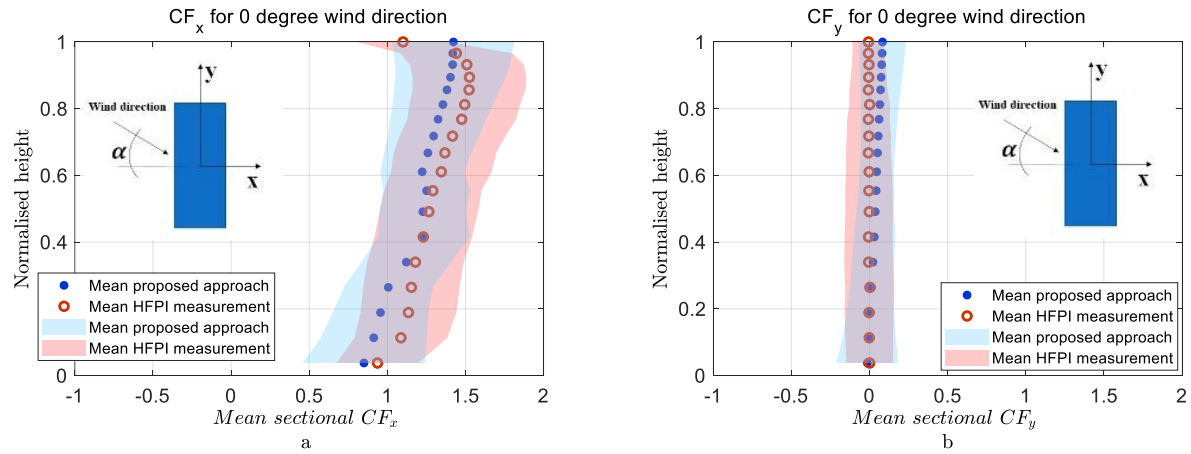 CFx for 0 degree wind direction
1
0.8
0.6
0.4
0.2
0
Normalised height
y
Wind direction
α
x
Mean proposed approach
Mean HFPI measurement
Mean proposed approach
Mean HFPI measurement
-1 -0.5 0 0.5 1 1.5 2
Mean sectional CFx
a
CFy for 0 degree wind direction
1
0.8
0.6
0.4
0.2
0
Normalised height
y
Wind direction
α
x
Mean proposed approach
Mean HFPI measurement
Mean proposed approach
Mean HFPI measurement
-1 -0.5 0 0.5 1 1.5 2
Mean sectional CFy
b